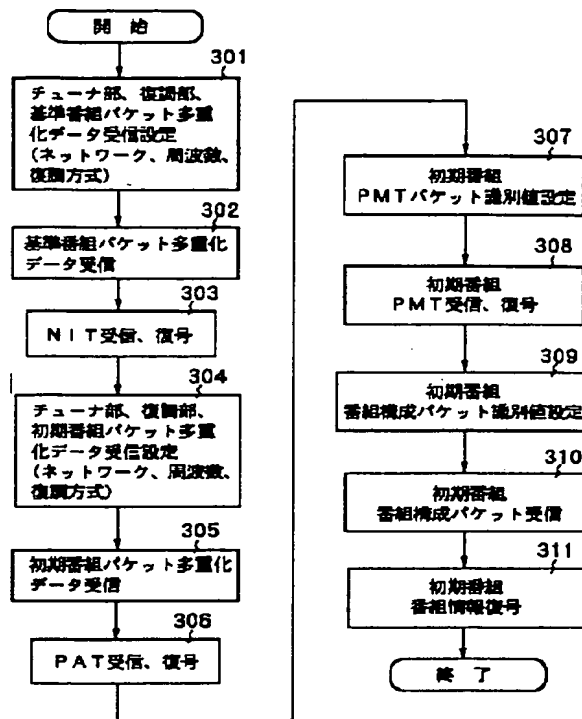 開 始
301
チューナ部、復調部、
基準番組パケット多重
化データ受信設定
(ネットワーク、周波数、
復調方式)
302
基準番組パケット多重化
データ受信
303
NIT受信、復号
304
チューナ部、復調部、
初期番組パケット多重
化データ受信設定
(ネットワーク、周波数、
復調方式)
305
初期番組パケット多重化
データ受信
306
PAT受信、復号
307
初期番組
PMTパケット識別値設定
308
初期番組
PMT受信、復号
309
初期番組
番組構成パケット識別値設定
310
初期番組
番組構成パケット受信
311
初期番組
番組情報復号
終 了